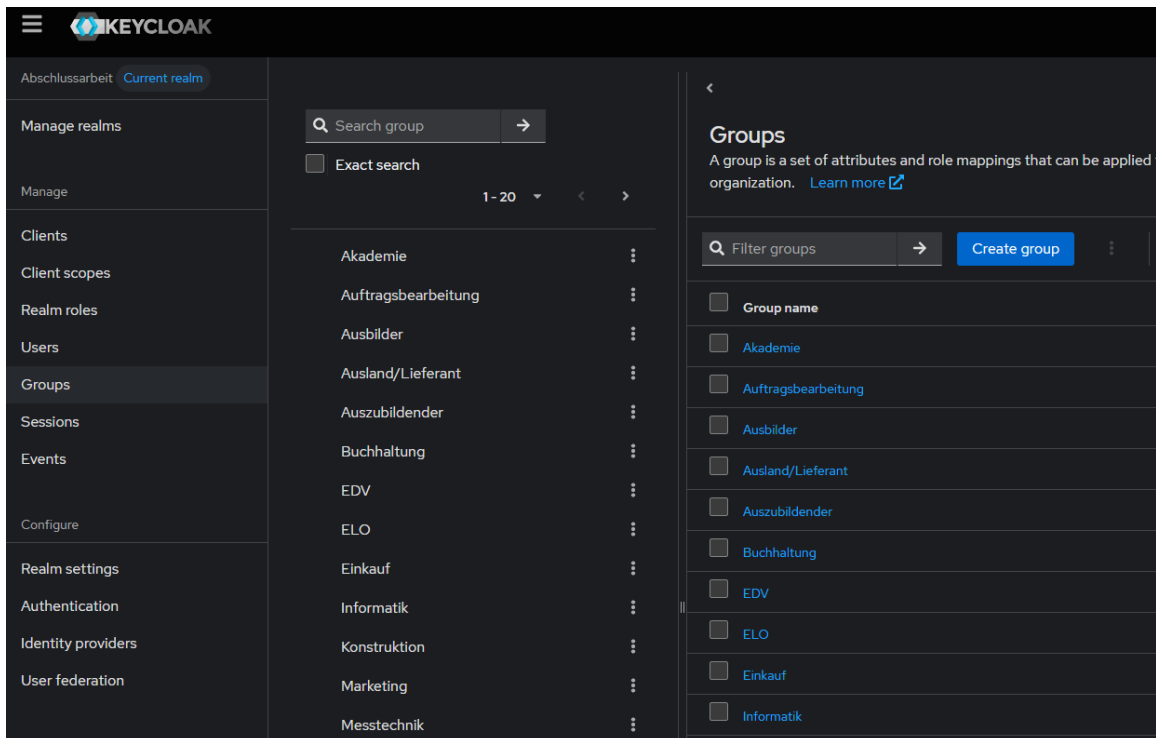 KEYCLOAK
Abschlussarbeit Current realm
Manage realms
Manage
Clients
Client scopes
Realm roles
Users
Groups
Sessions
Events
Configure
Realm settings
Authentication
Identity providers
User federation
Search group
Exact search
1 - 20
Akademie
Auftragsbearbeitung
Ausbilder
Ausland/Lieferant
Auszubildender
Buchhaltung
EDV
ELO
Einkauf
Informatik
Konstruktion
Marketing
Messtechnik
Groups
A group is a set of attributes and role mappings that can be applied
organization. Learn more
Filter groups
Create group
Group name
Akademie
Auftragsbearbeitung
Ausbilder
Ausland/Lieferant
Auszubildender
Buchhaltung
EDV
ELO
Einkauf
Informatik